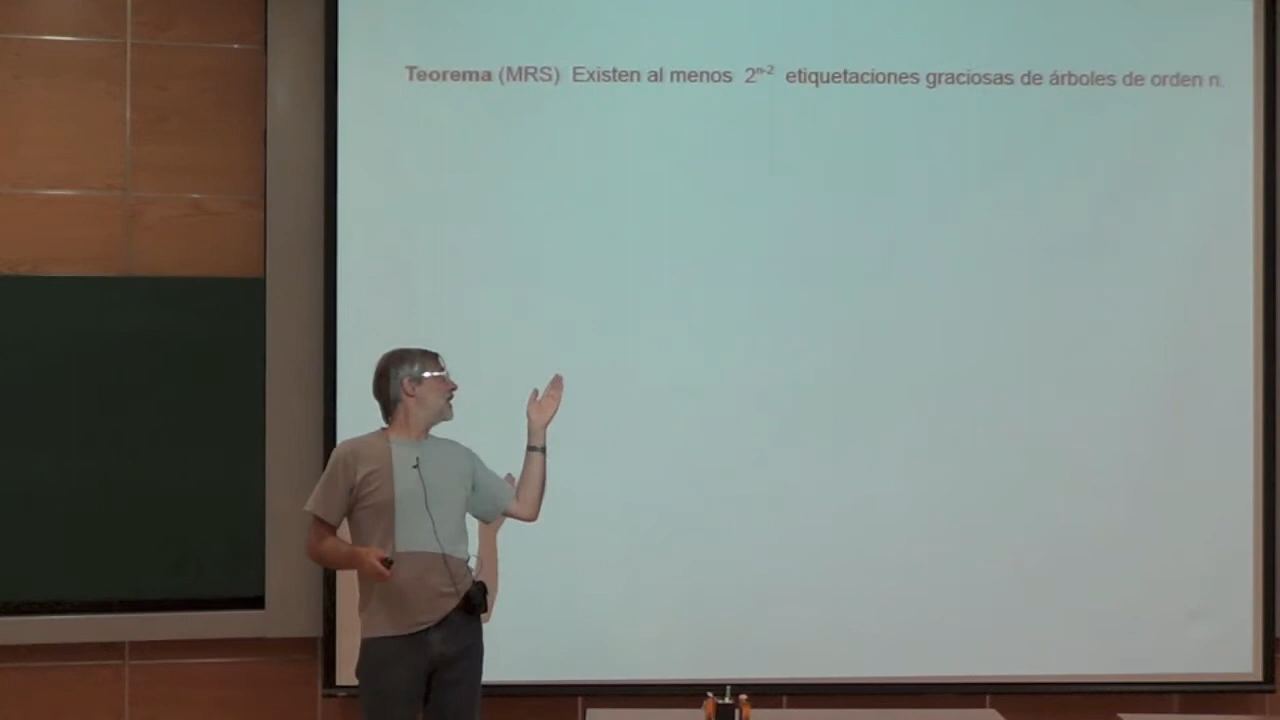 Teorema (MRS) Existen al menos 2ⁿ⁻² etiquetaciones graciosas de árboles de orden n.